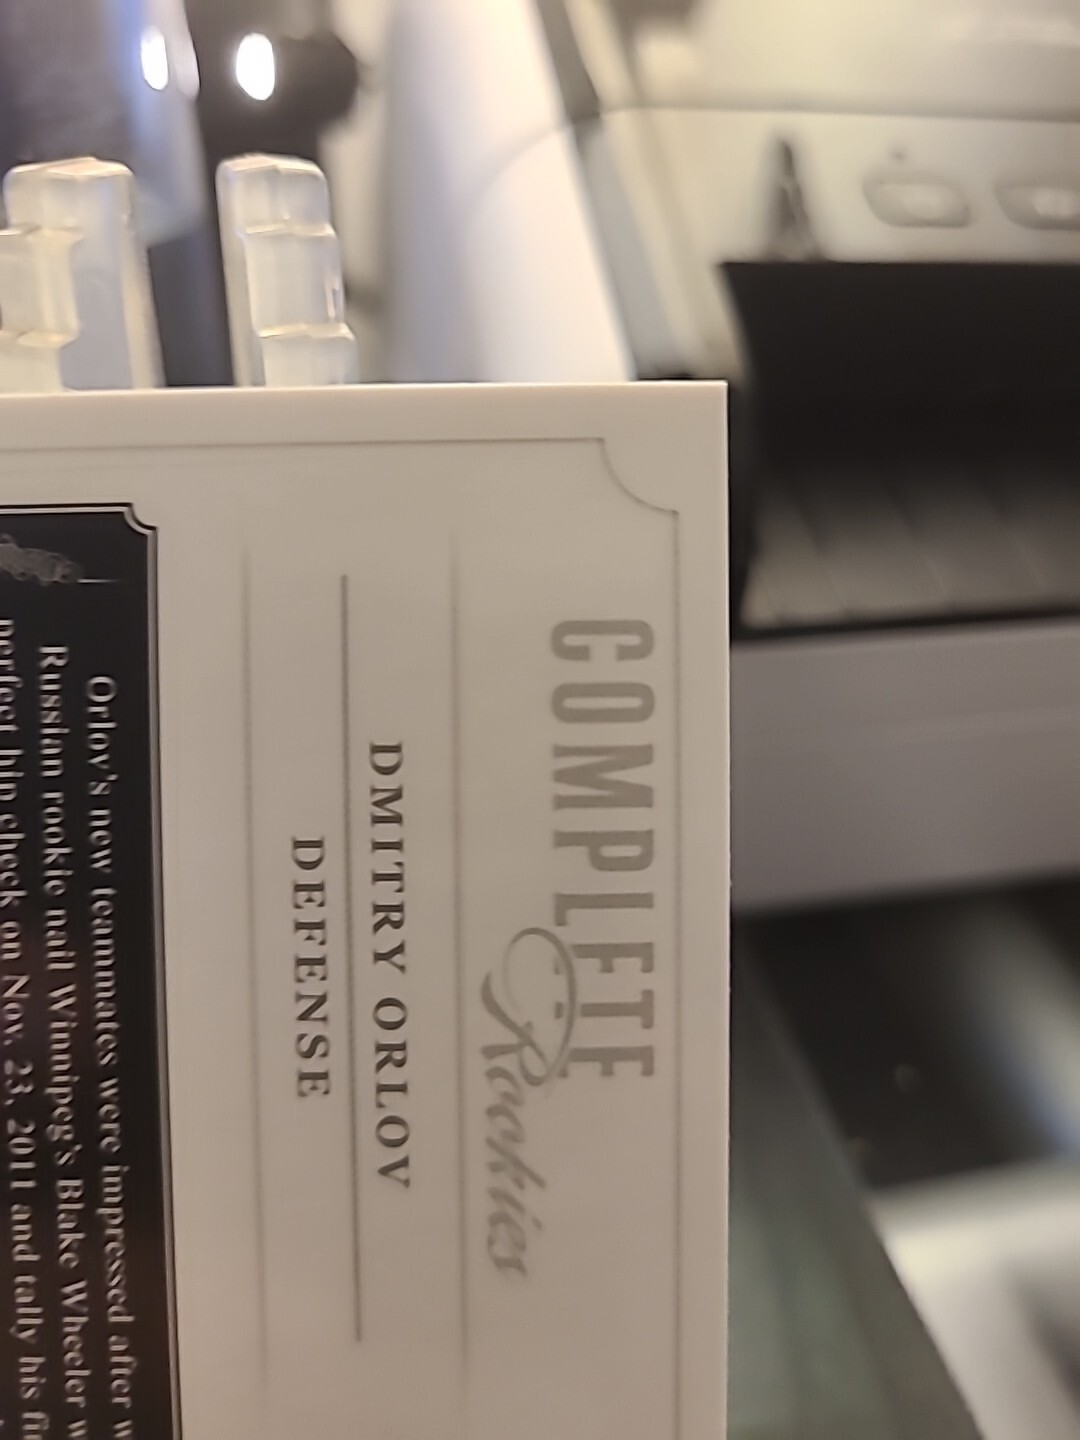 COMPLETE
Rookies
DMITRY ORLOV
DEFENSE
Orlov's new teammates were impressed after
Russian rookie nail Winnipeg's Blake Wheeler
perfect hip check on Nov. 23, 2011 and tally his